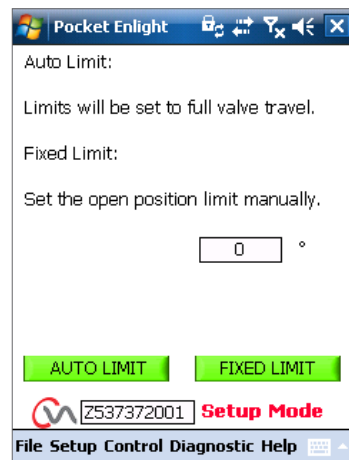 Pocket Enlight
Auto Limit:
Limits will be set to full valve travel.
Fixed Limit:
Set the open position limit manually.
0 °
AUTO LIMIT FIXED LIMIT
Z537372001 Setup Mode
File Setup Control Diagnostic Help